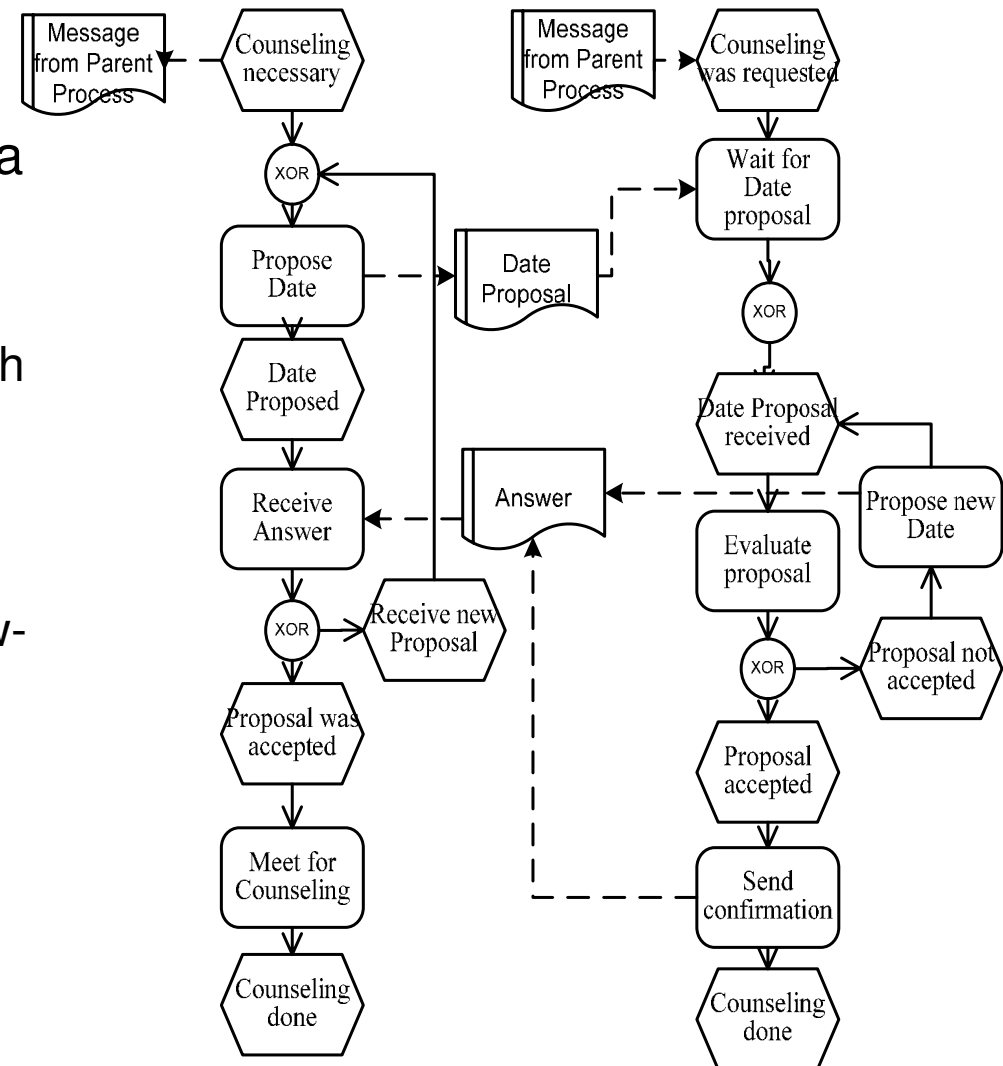 Message
from Parent
Process
Counseling
necessary
Message
from Parent
Process
Counseling
was requested
a
XOR
Wait for
Date
proposal
Propose
Date
Date
Proposal
XOR
h
Date
Proposed
Date Proposal
received
Receive
Answer
Answer
Propose new
Date
Evaluate
proposal
w-
XOR
Receive new
Proposal
XOR
Proposal not
accepted
Proposal was
accepted
Proposal
accepted
Meet for
Counseling
Send
confirmation
Counseling
done
Counseling
done